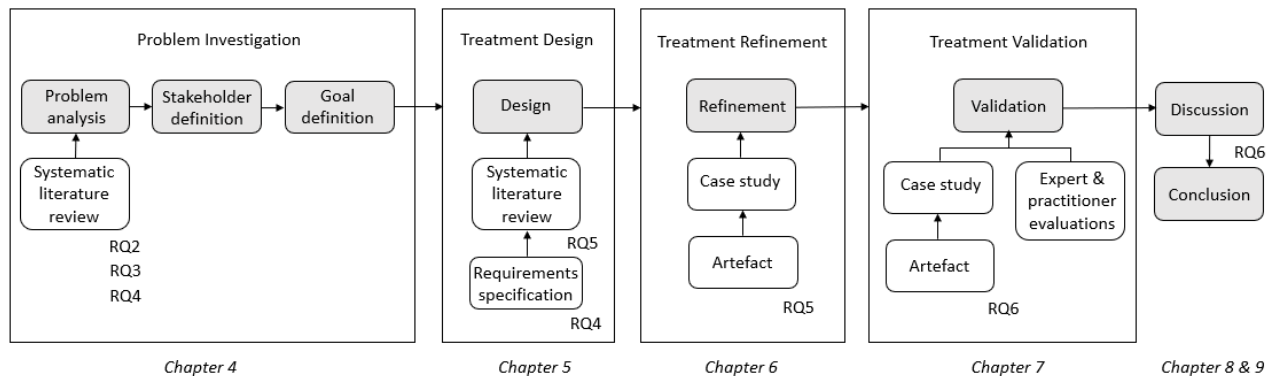 Problem Investigation
Problem
analysis
Stakeholder
definition
Goal
definition
Systematic
literature
review
RQ2
RQ3
RQ4
Chapter 4
Treatment Design
Design
Systematic
literature
review
RQ5
Requirements
specification
RQ4
Chapter 5
Treatment Refinement
Refinement
Case study
Artefact
RQ5
Chapter 6
Treatment Validation
Validation
Case study
Expert &
practitioner
evaluations
Artefact
RQ6
Chapter 7
Discussion
RQ6
Conclusion
Chapter 8 & 9